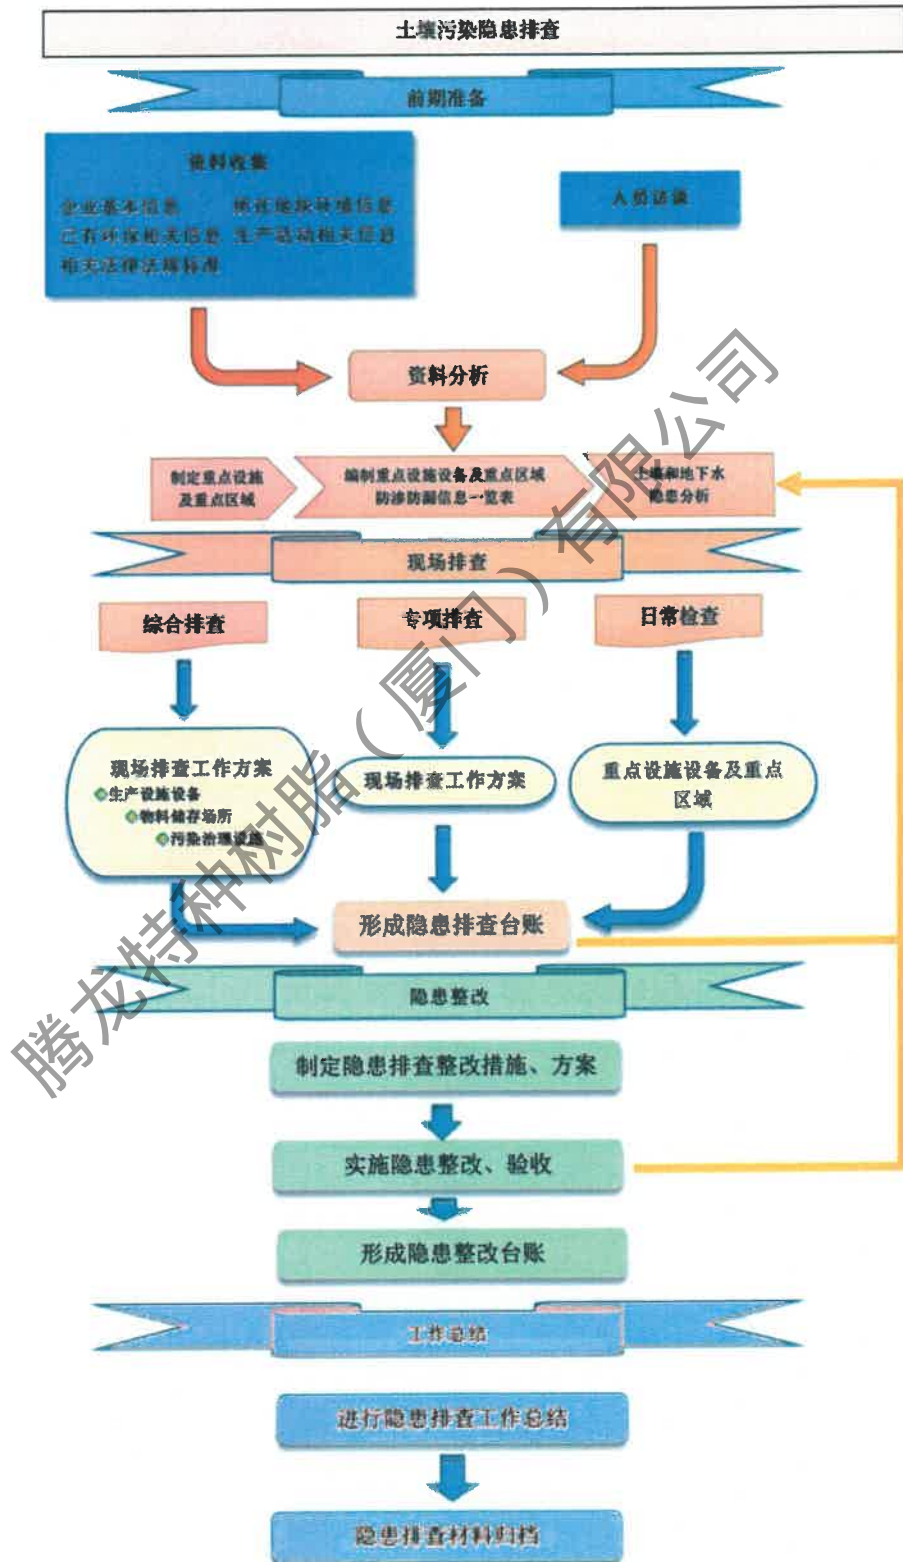 土壤污染隐患排查
前期准备
资料收集
企业基本信息 所在地块环境信息
已有环保相关信息 生产活动相关信息
相关法律法规标准
人员访谈
资料分析
制定重点设施
及重点区域
编制重点设施设备及重点区域
防渗防漏信息一览表
土壤和地下水
隐患分析
现场排查
综合排查
专项排查
日常检查
现场排查工作方案
生产设施设备
物料储存场所
污染治理设施
现场排查工作方案
重点设施设备及重点
区域
形成隐患排查台账
隐患整改
制定隐患排查整改措施、方案
实施隐患整改、验收
形成隐患整改台账
工作总结
进行隐患排查工作总结
隐患排查材料归档
腾龙特种树脂（厦门）有限公司